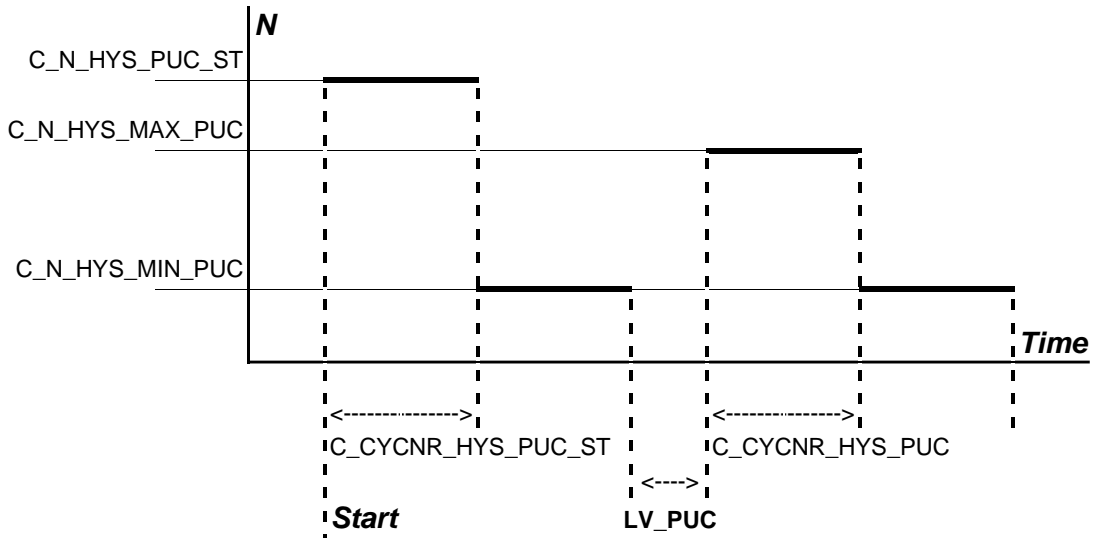 N
C_N_HYS_PUC_ST
C_N_HYS_MAX_PUC
C_N_HYS_MIN_PUC
Time
<--------------> <-------------->
C_CYCNR_HYS_PUC_ST C_CYCNR_HYS_PUC
<---->
Start LV_PUC